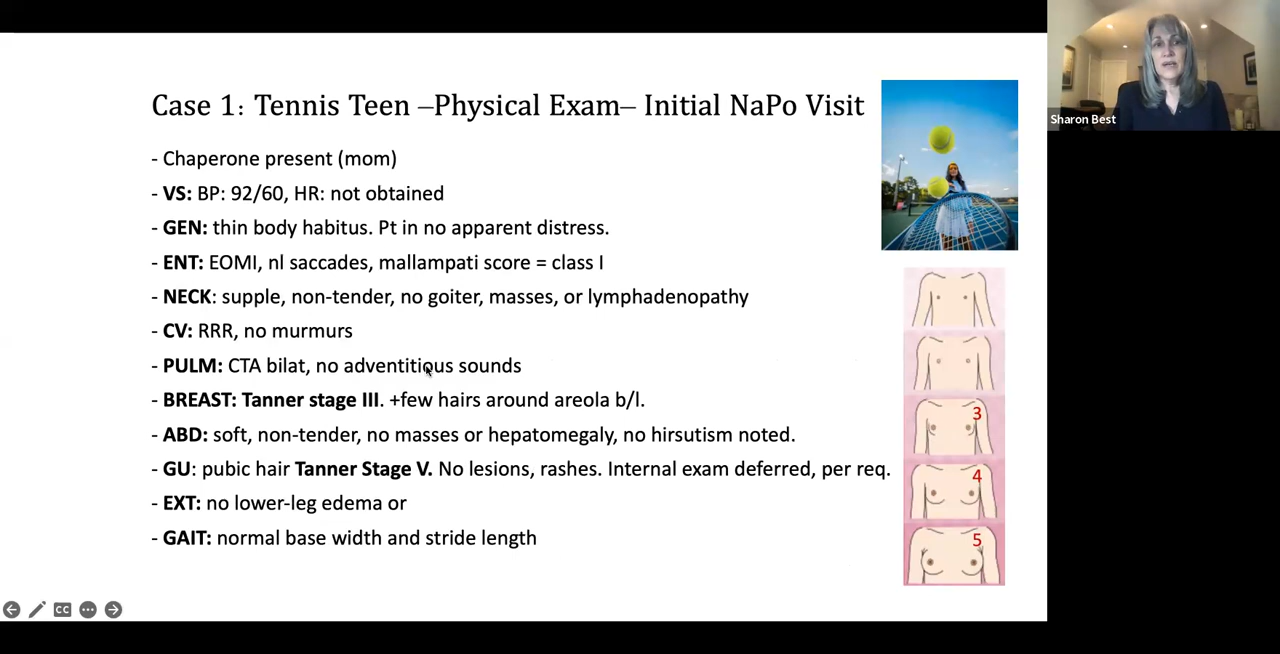 Case 1: Tennis Teen –Physical Exam– Initial NaPo Visit
- Chaperone present (mom)
- VS: BP: 92/60, HR: not obtained
- GEN: thin body habitus. Pt in no apparent distress.
- ENT: EOMI, nl saccades, mallampati score = class I
- NECK: supple, non-tender, no goiter, masses, or lymphadenopathy
- CV: RRR, no murmurs
- PULM: CTA bilat, no adventitious sounds
- BREAST: Tanner stage III. +few hairs around areola b/l.
- ABD: soft, non-tender, no masses or hepatomegaly, no hirsutism noted.
- GU: pubic hair Tanner Stage V. No lesions, rashes. Internal exam deferred, per req.
- EXT: no lower-leg edema or
- GAIT: normal base width and stride length
3
4
5
CC
Sharon Best